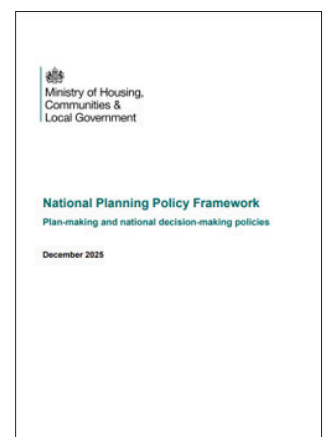 Ministry of Housing,
Communities &
Local Government
National Planning Policy Framework
Plan-making and national decision-making policies
December 2025